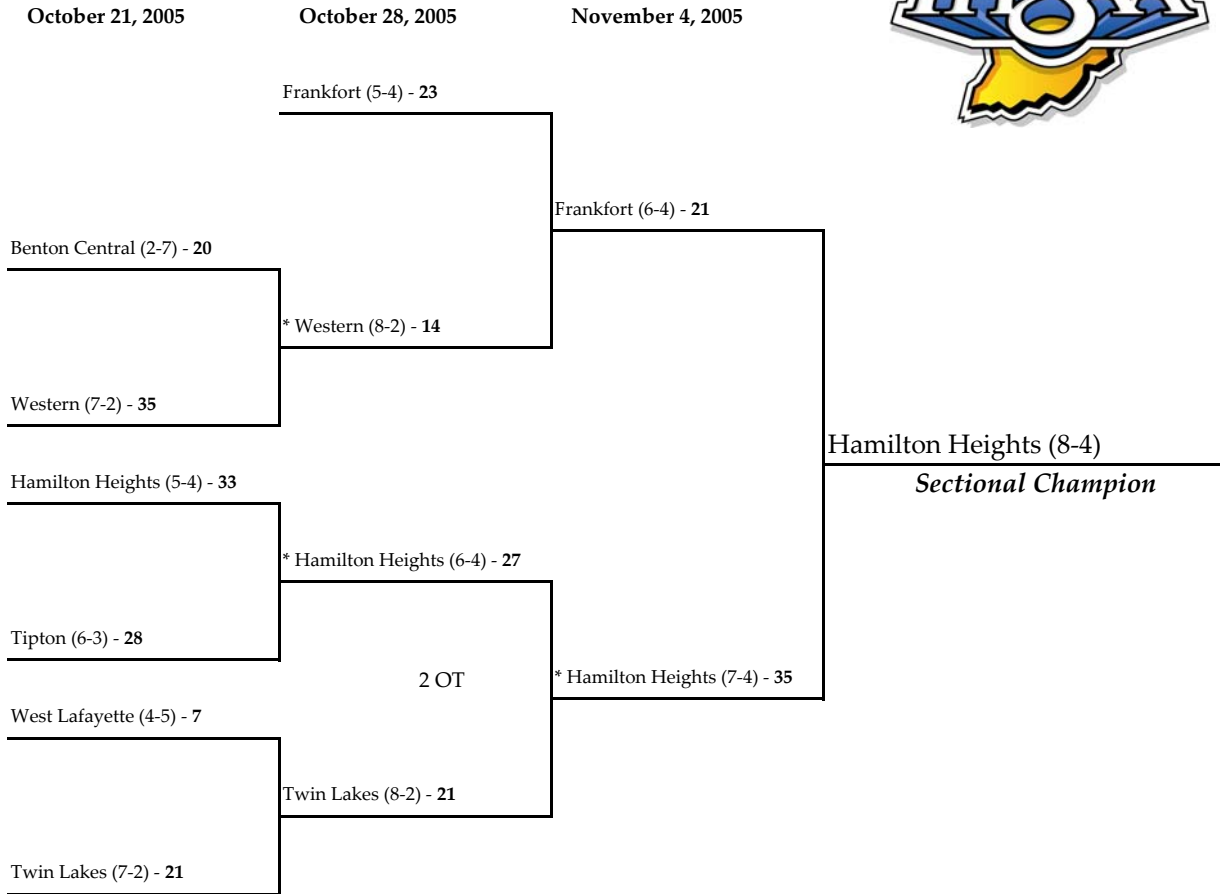 October 21, 2005 October 28, 2005 November 4, 2005
Frankfort (5-4) - 23
Frankfort (6-4) - 21
Benton Central (2-7) - 20
* Western (8-2) - 14
Western (7-2) - 35
Hamilton Heights (8-4)
Sectional Champion
Hamilton Heights (5-4) - 33
* Hamilton Heights (6-4) - 27
Tipton (6-3) - 28
2 OT
* Hamilton Heights (7-4) - 35
West Lafayette (4-5) - 7
Twin Lakes (8-2) - 21
Twin Lakes (7-2) - 21